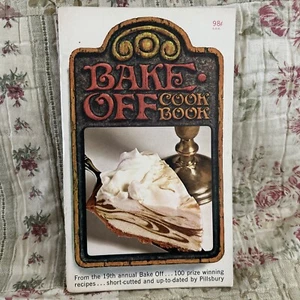 98¢
BAKE·
OFF COOK
BOOK
From the 19th annual Bake Off...100 prize winning
recipes...short-cutted and up-to-dated by Pillsbury